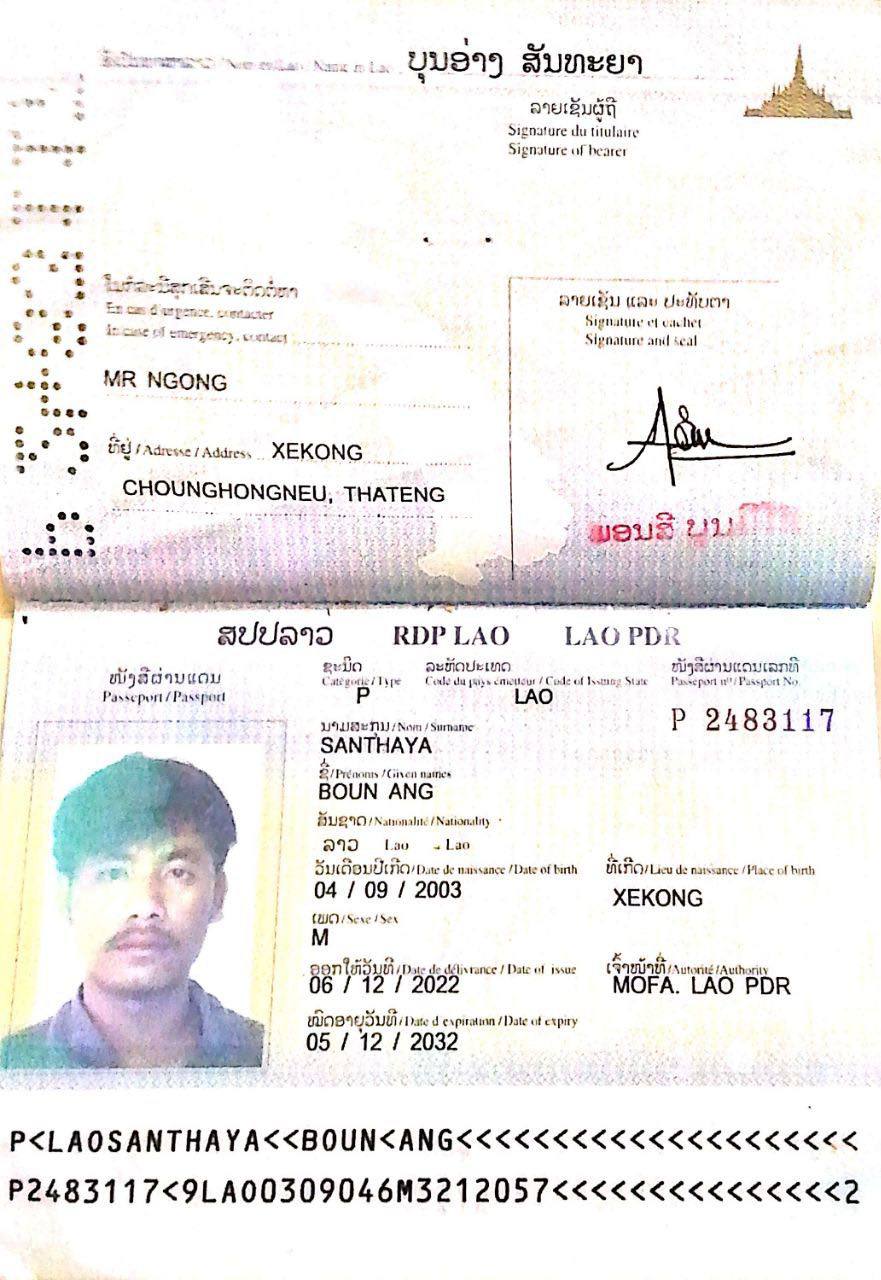 ບຸນອ່າງ ສັນທະຍາ
ລາຍເຊັນຜູ້ຖື
Signature du titulaire
Signature of bearer
ໃນກໍລະນີສຸກເສີນຈະຕິດຕໍ່ຫາ
En cas d'urgence, contacter
In case of emergency, contact
MR NGONG
ທີ່ຢູ່ / Adresse / Address XEKONG
CHOUNGHONGNEU, THATENG
ລາຍເຊັນ ແລະ ປະທັບຕາ
Signature et cachet
Signature and seal
ພອນສີ ບຸນ
P2483117
ສປປລາວ RDP LAO LAO PDR
ໜັງສືຜ່ານແດນ
Passeport / Passport
ຊະນິດ ລະຫັດປະເທດ ໜັງສືຜ່ານແດນເລກທີ
Catégorie / Type Code du pays émetteur / Code of Issuing State Passeport nº / Passport No.
P LAO P 2483117
ນາມສະກຸນ / Nom / Surname
SANTHAYA
ຊື່ / Prénoms / Given names
BOUN ANG
ສັນຊາດ / Nationalité / Nationality
ລາວ Lao - Lao
ວັນເດືອນປີເກີດ / Date de naissance / Date of birth ທີ່ເກີດ / Lieu de naissance / Place of birth
04 / 09 / 2003 XEKONG
ເພດ / Sexe / Sex
M
ອອກໃຫ້ວັນທີ / Date de délivrance / Date of issue ເຈົ້າໜ້າທີ່ / Autorité / Authority
06 / 12 / 2022 MOFA. LAO PDR
ໝົດອາຍຸວັນທີ / Date d'expiration / Date of expiry
05 / 12 / 2032
P<LAOSANTHAYA<<BOUN<ANG<<<<<<<<<<<<<<<<<<<<<
P2483117<9LAO0309046M3212057<<<<<<<<<<<<<<<2